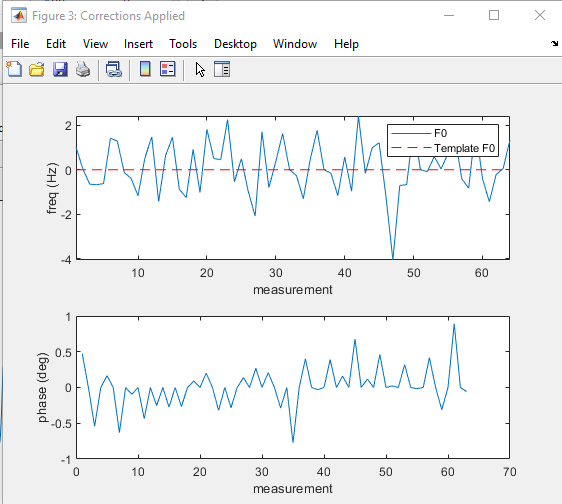 Figure 3: Corrections Applied
File Edit View Insert Tools Desktop Window Help
2
0
-2
-4
freq (Hz)
F0
Template F0
10 20 30 40 50 60
measurement
1
0.5
0
-0.5
-1
phase (deg)
0 10 20 30 40 50 60 70
measurement